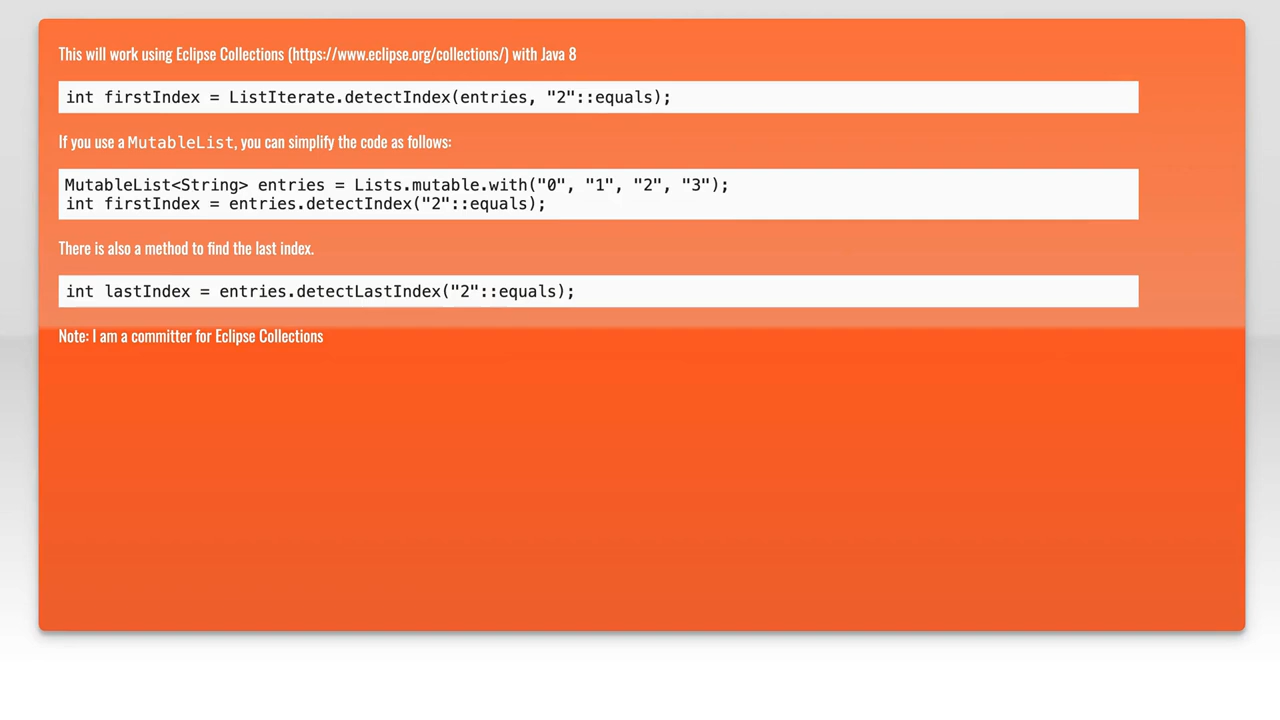 This will work using Eclipse Collections (https://www.eclipse.org/collections/) with Java 8
int firstIndex = ListIterate.detectIndex(entries, "2"::equals);
If you use a MutableList, you can simplify the code as follows:
MutableList<String> entries = Lists.mutable.with("0", "1", "2", "3");
int firstIndex = entries.detectIndex("2"::equals);
There is also a method to find the last index.
int lastIndex = entries.detectLastIndex("2"::equals);
Note: I am a committer for Eclipse Collections